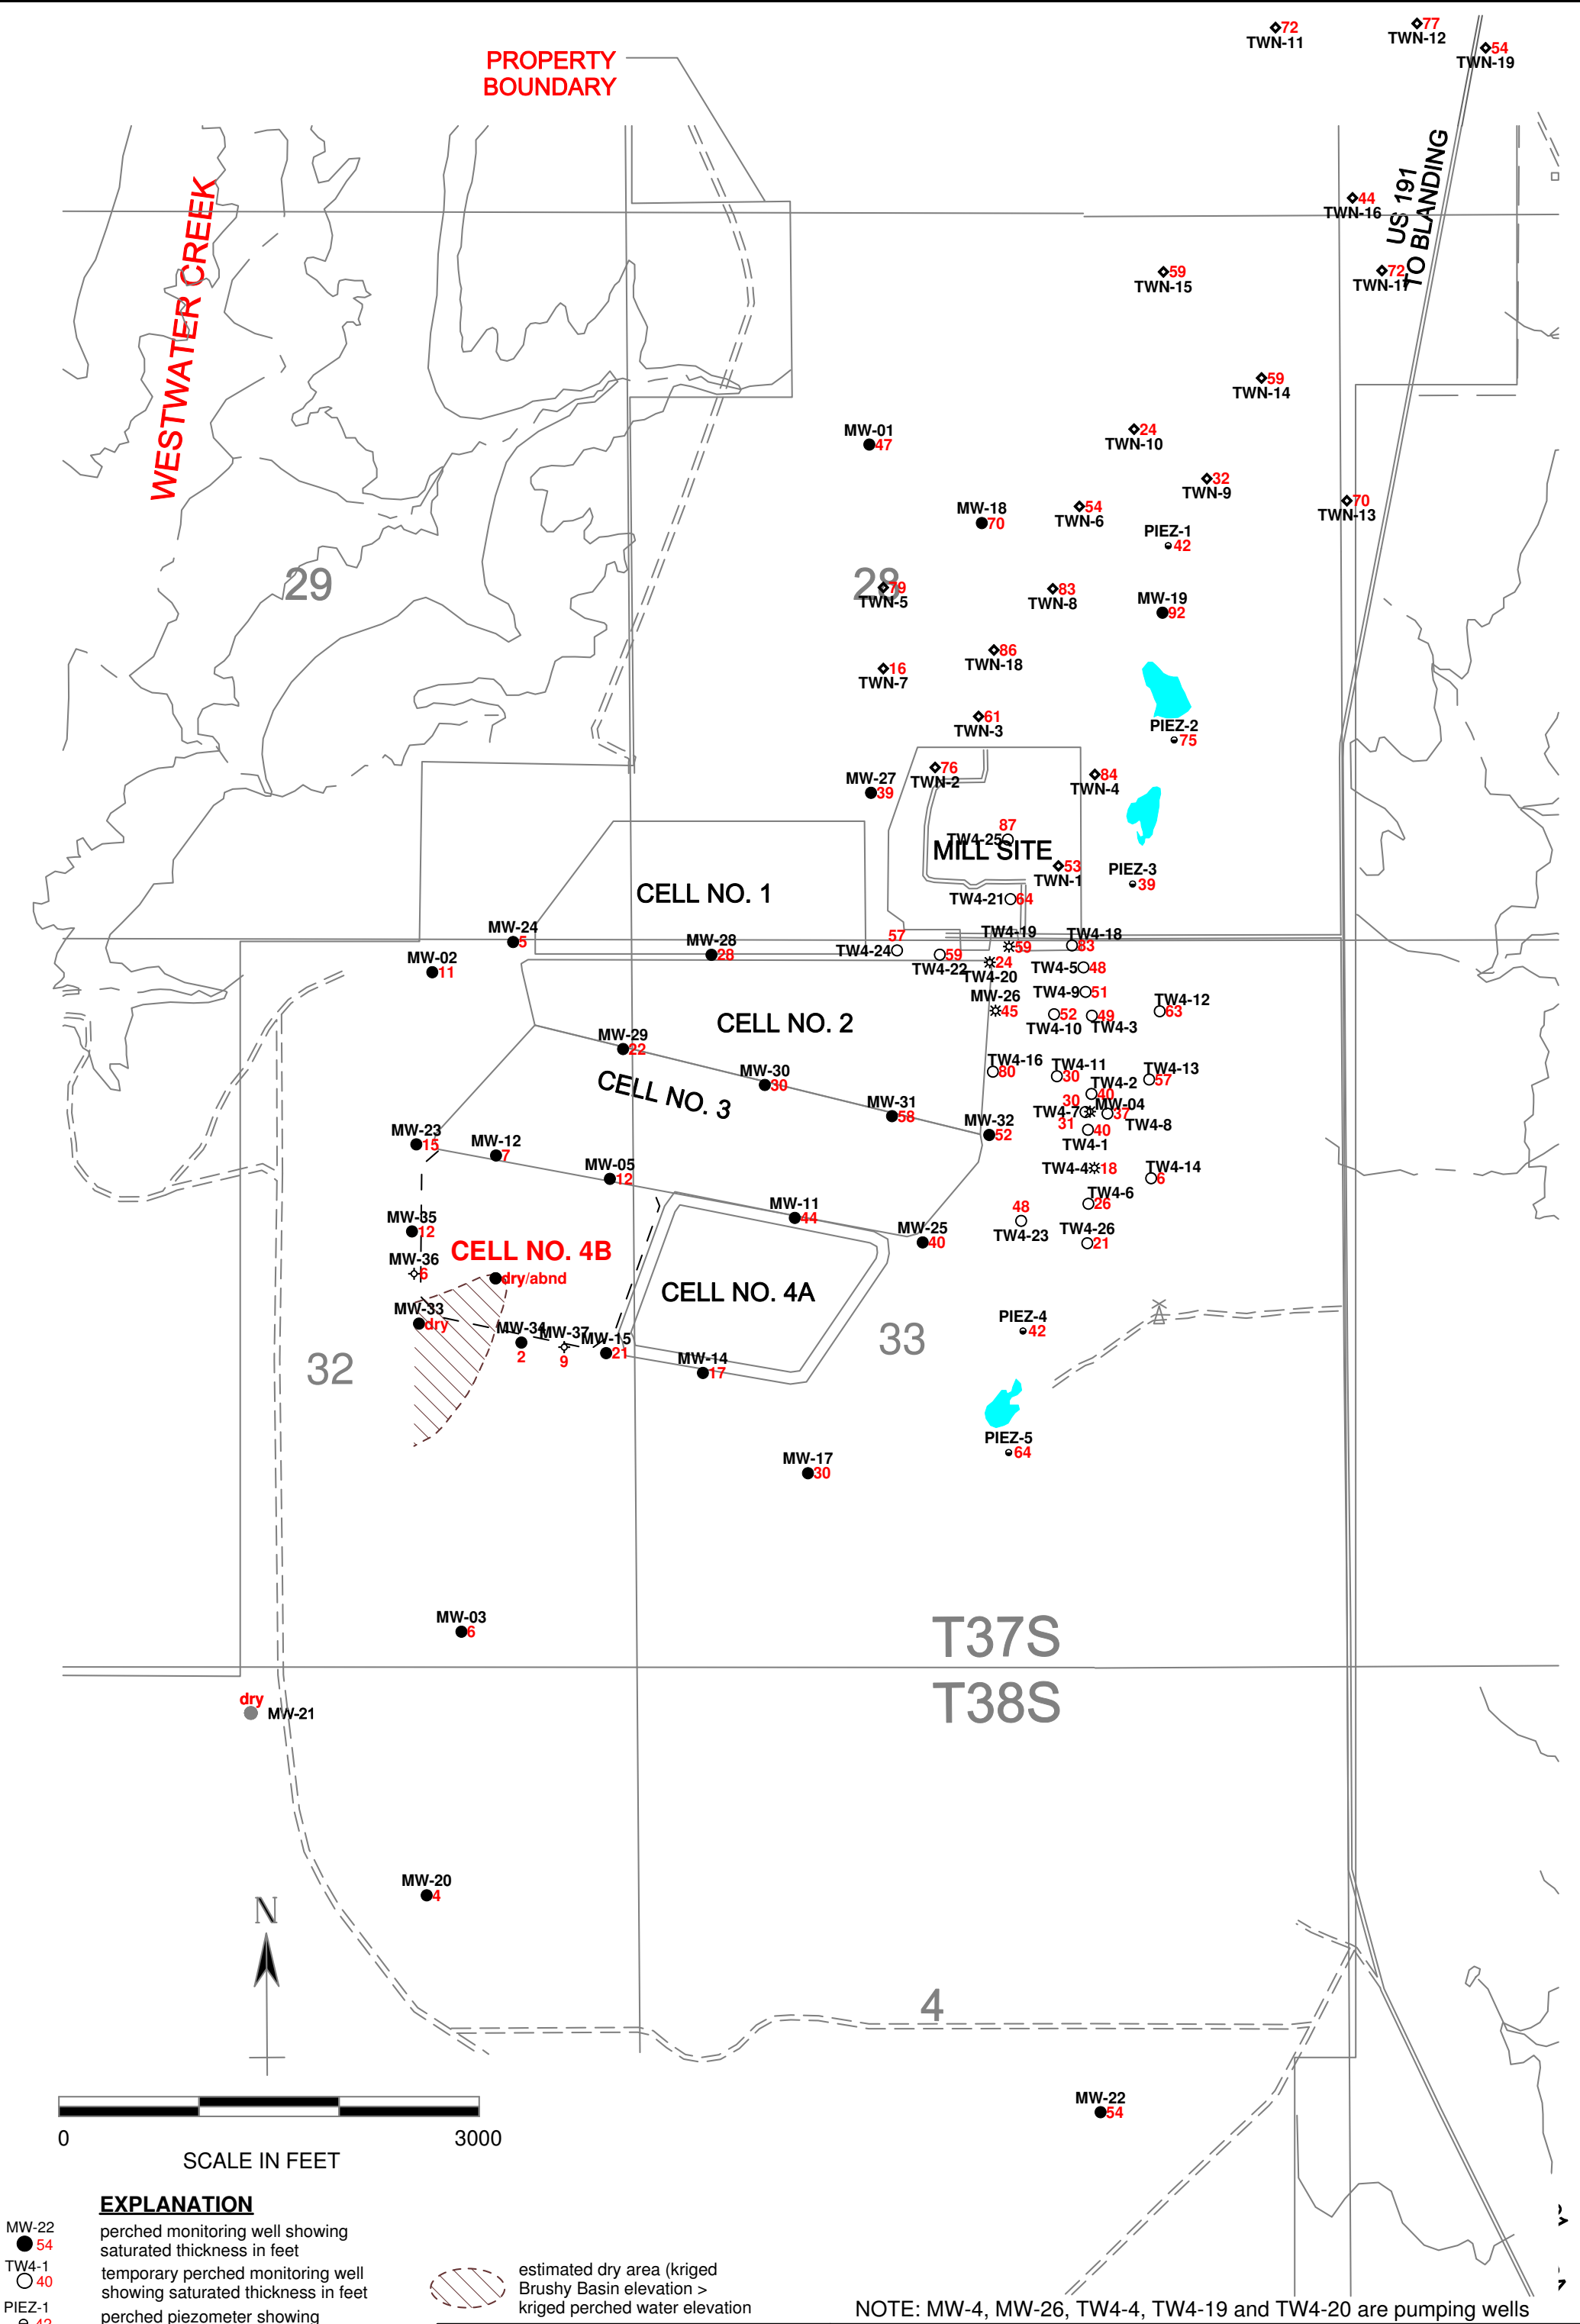 72
TWN-11
77
TWN-12
54
TWN-19
PROPERTY
BOUNDARY
US 191
TO BLANDING
WESTWATER CREEK
44
TWN-16
59
TWN-15
72
TWN-17
59
TWN-14
MW-01
47
24
TWN-10
32
TWN-9
MW-18
70
54
TWN-6
70
TWN-13
PIEZ-1
42
29
28
79
TWN-5
83
TWN-8
MW-19
92
86
TWN-18
16
TWN-7
61
TWN-3
PIEZ-2
75
76
TWN-2
MW-27
39
84
TWN-4
87
TW4-25
MILL SITE
53
TWN-1
PIEZ-3
39
CELL NO. 1
TW4-21
64
MW-24
5
MW-28
28
57
TW4-24
TW4-19
59
TW4-18
83
MW-02
11
59
TW4-22
24
TW4-20
TW4-5
48
MW-26
45
TW4-9
51
TW4-12
63
CELL NO. 2
52
TW4-10
49
TW4-3
MW-29
22
MW-30
30
CELL NO. 3
TW4-16
80
TW4-11
30
TW4-13
57
TW4-2
40
MW-31
58
30
TW4-7
31
MW-04
37
TW4-8
MW-32
52
40
TW4-1
MW-23
15
MW-12
7
MW-05
12
TW4-4
18
TW4-14
6
TW4-6
26
MW-11
44
48
TW4-23
TW4-26
21
MW-35
12
MW-25
40
CELL NO. 4B
MW-36
6
dry/abnd
CELL NO. 4A
MW-33
dry
MW-34
2
MW-37
9
MW-15
21
PIEZ-4
42
33
32
MW-14
17
PIEZ-5
64
MW-17
30
MW-03
6
T37S
T38S
dry
MW-21
MW-20
4
N
4
MW-22
54
0
3000
SCALE IN FEET
EXPLANATION
MW-22
54
perched monitoring well showing
saturated thickness in feet
TW4-1
40
temporary perched monitoring well
showing saturated thickness in feet
PIEZ-1
42
perched piezometer showing
estimated dry area (kriged
Brushy Basin elevation >
kriged perched water elevation
NOTE: MW-4, MW-26, TW4-4, TW4-19 and TW4-20 are pumping wells